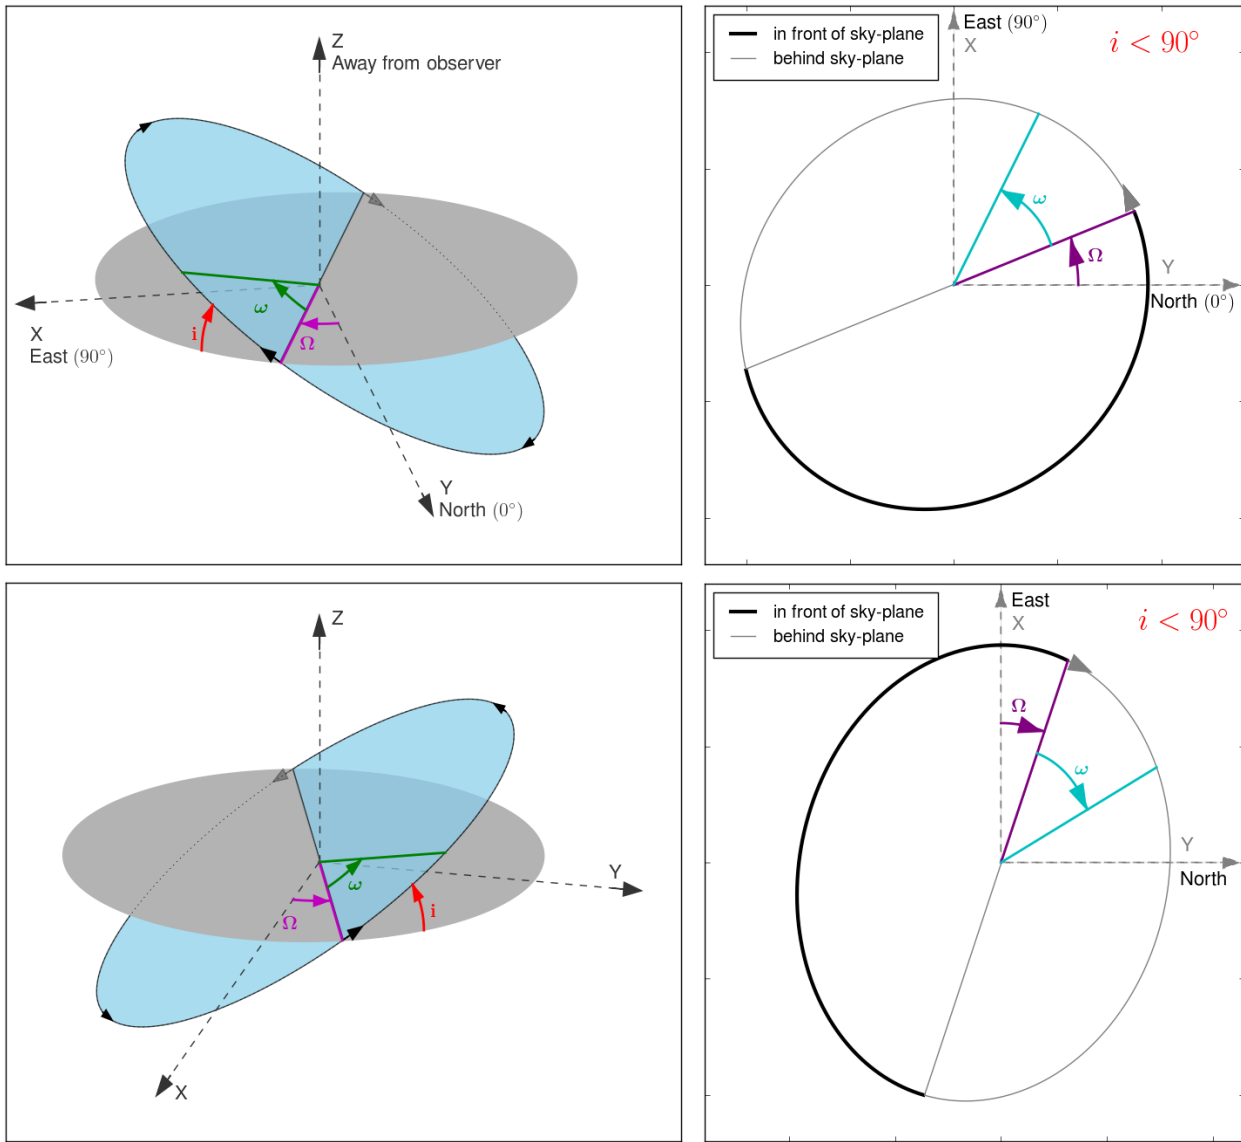 Z
Away from observer
X
East (90°)
ω
i
Ω
Y
North (0°)
in front of sky-plane
behind sky-plane
East (90°)
X
i < 90°
ω
Ω
Y
North (0°)
Z
Y
ω
Ω
i
X
in front of sky-plane
behind sky-plane
East
X
i < 90°
Ω
ω
Y
North